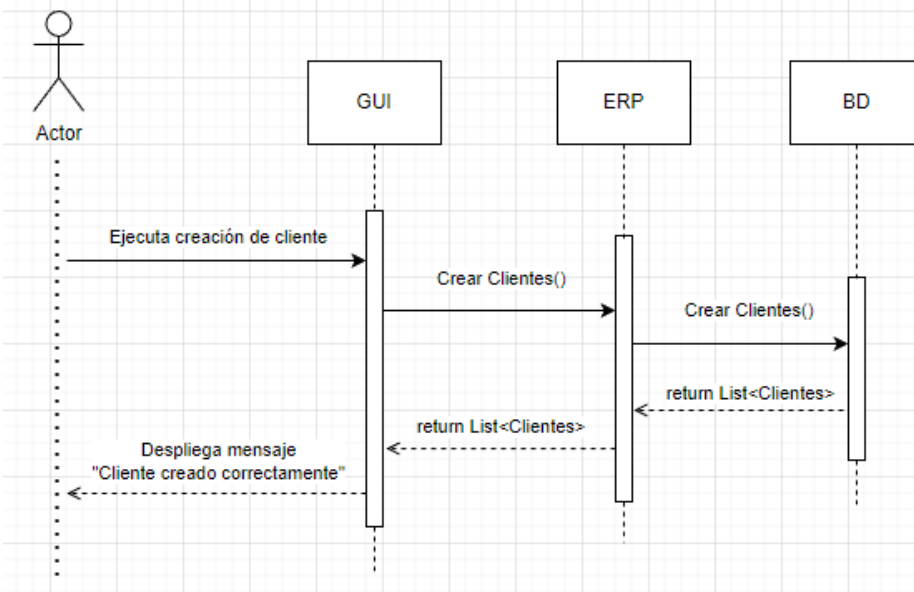 Actor
GUI
ERP
BD
Ejecuta creación de cliente
Crear Clientes()
Crear Clientes()
return List<Clientes>
return List<Clientes>
Despliega mensaje
"Cliente creado correctamente"